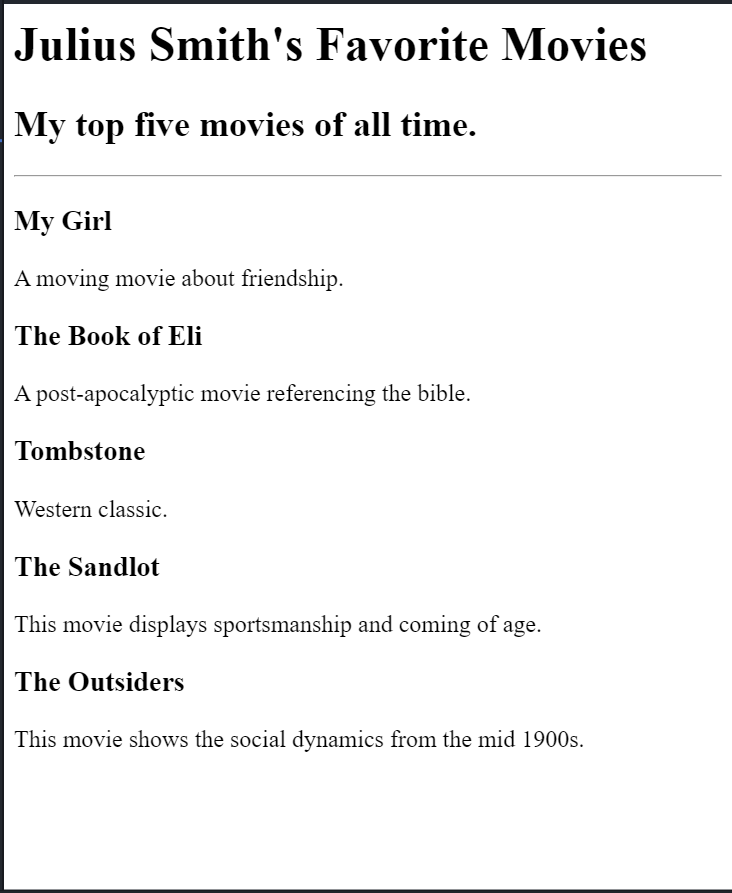 Julius Smith's Favorite Movies
My top five movies of all time.
My Girl
A moving movie about friendship.
The Book of Eli
A post-apocalyptic movie referencing the bible.
Tombstone
Western classic.
The Sandlot
This movie displays sportsmanship and coming of age.
The Outsiders
This movie shows the social dynamics from the mid 1900s.